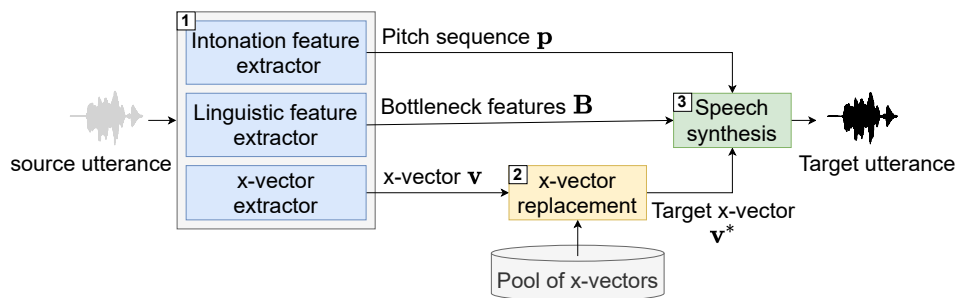 1
Intonation feature
extractor
Pitch sequence p
Linguistic feature
extractor
Bottleneck features B
x-vector
extractor
x-vector v
source utterance
2
x-vector
replacement
Pool of x-vectors
Target x-vector
v*
3
Speech
synthesis
Target utterance